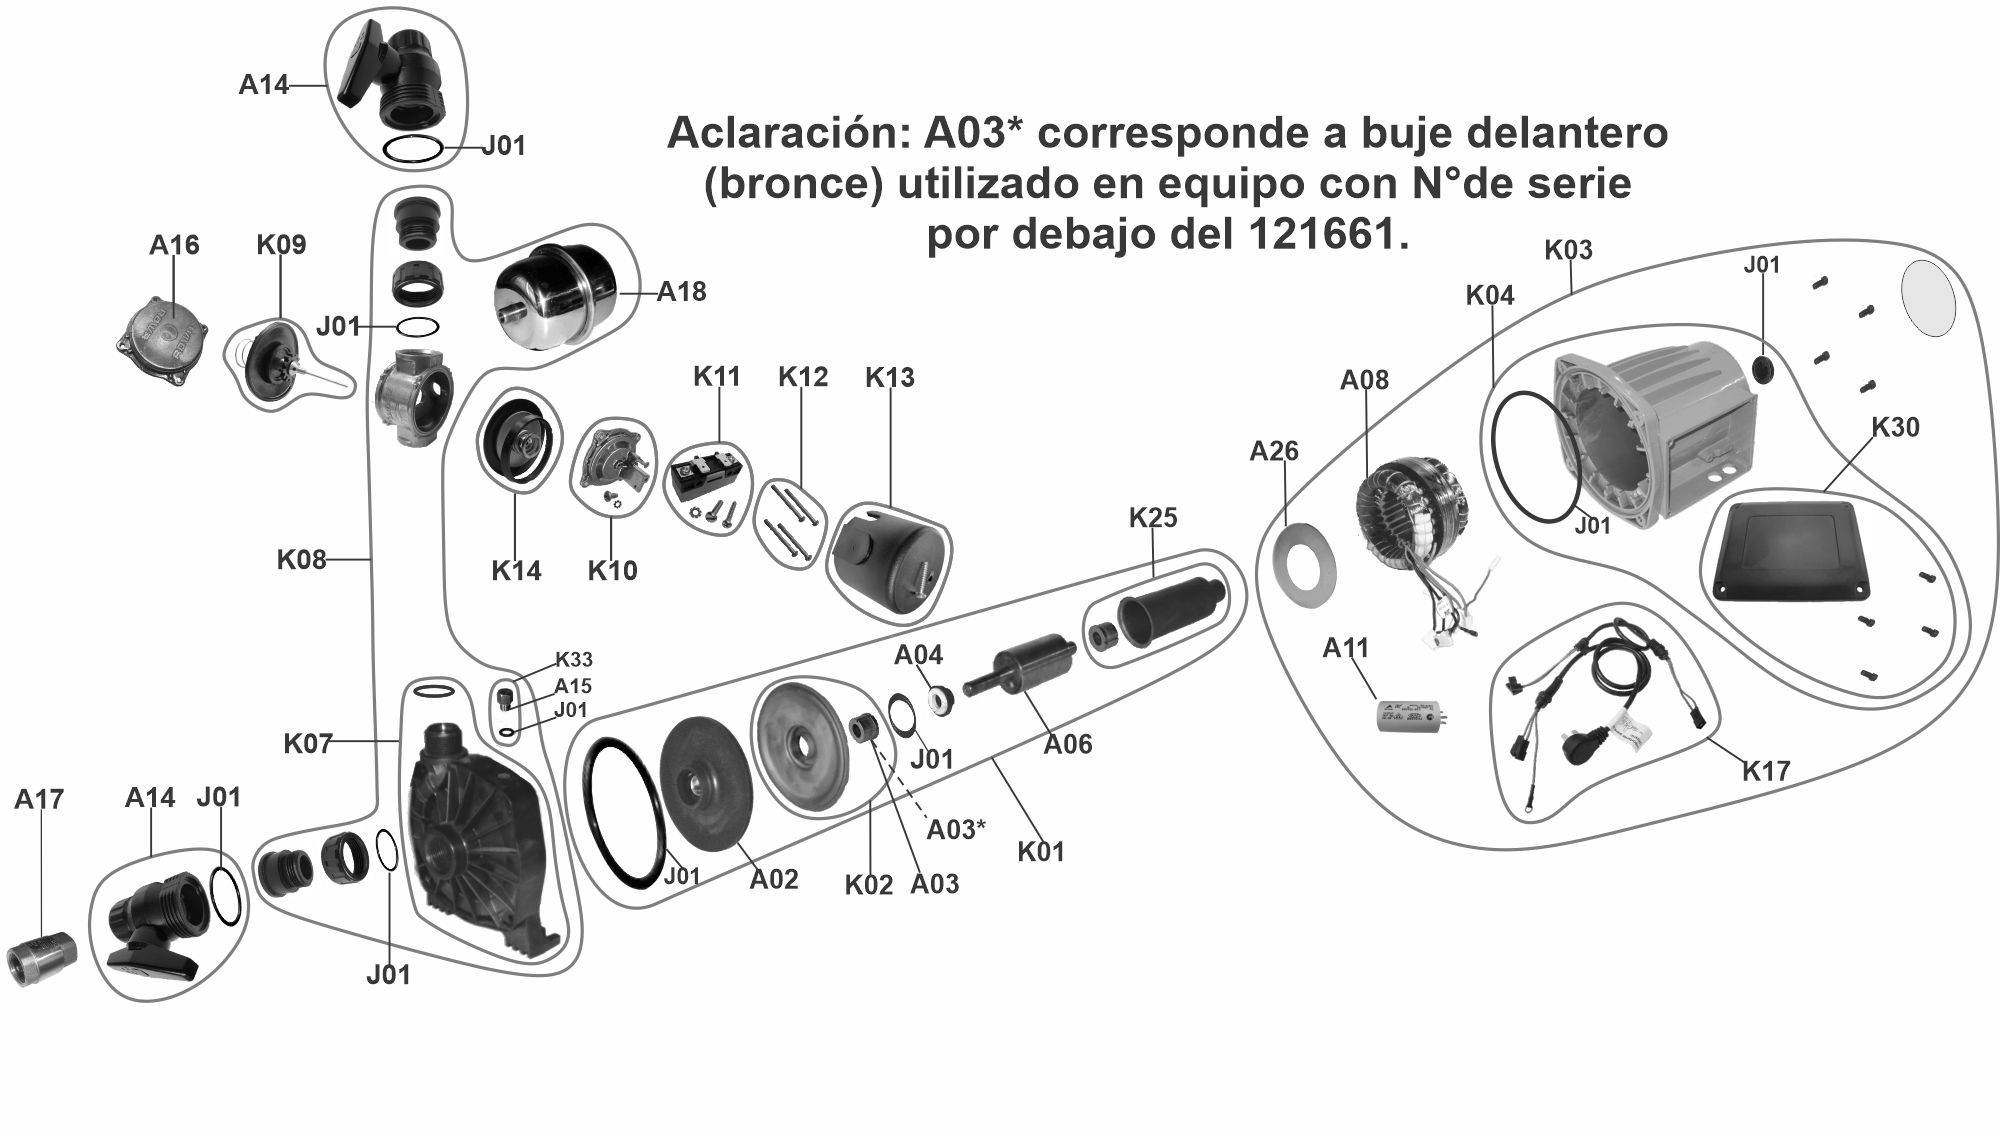 A14
J01
Aclaración: A03* corresponde a buje delantero
(bronce) utilizado en equipo con N°de serie
por debajo del 121661.
A16
K09
J01
A18
K03
J01
K04
K11
K12
K13
A08
K30
A26
K25
J01
K08
K14
K10
K33
A15
J01
A04
A11
K07
J01
A06
K17
A17
A14
J01
A03*
K01
J01
A02
K02
A03
J01
ROWA